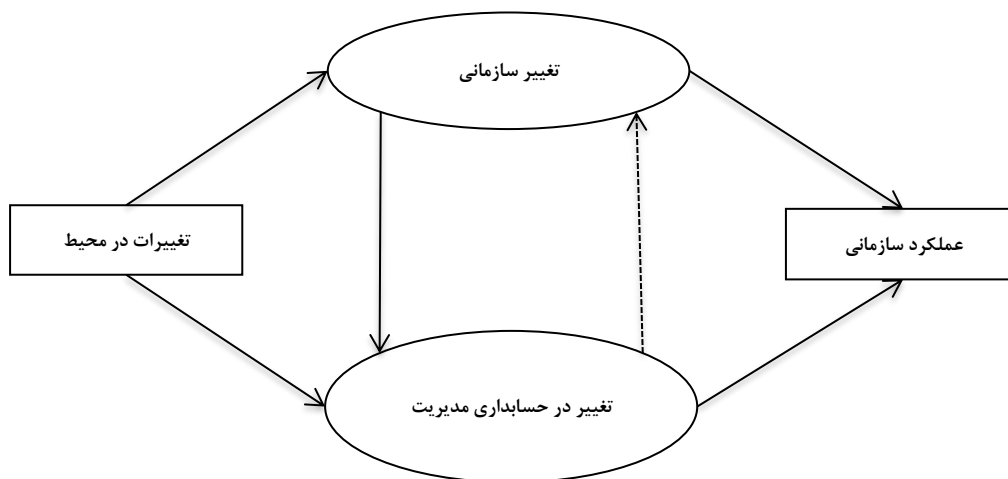 تغییر سازمانی
تغییرات در محیط
عملکرد سازمانی
تغییر در حسابداری مدیریت